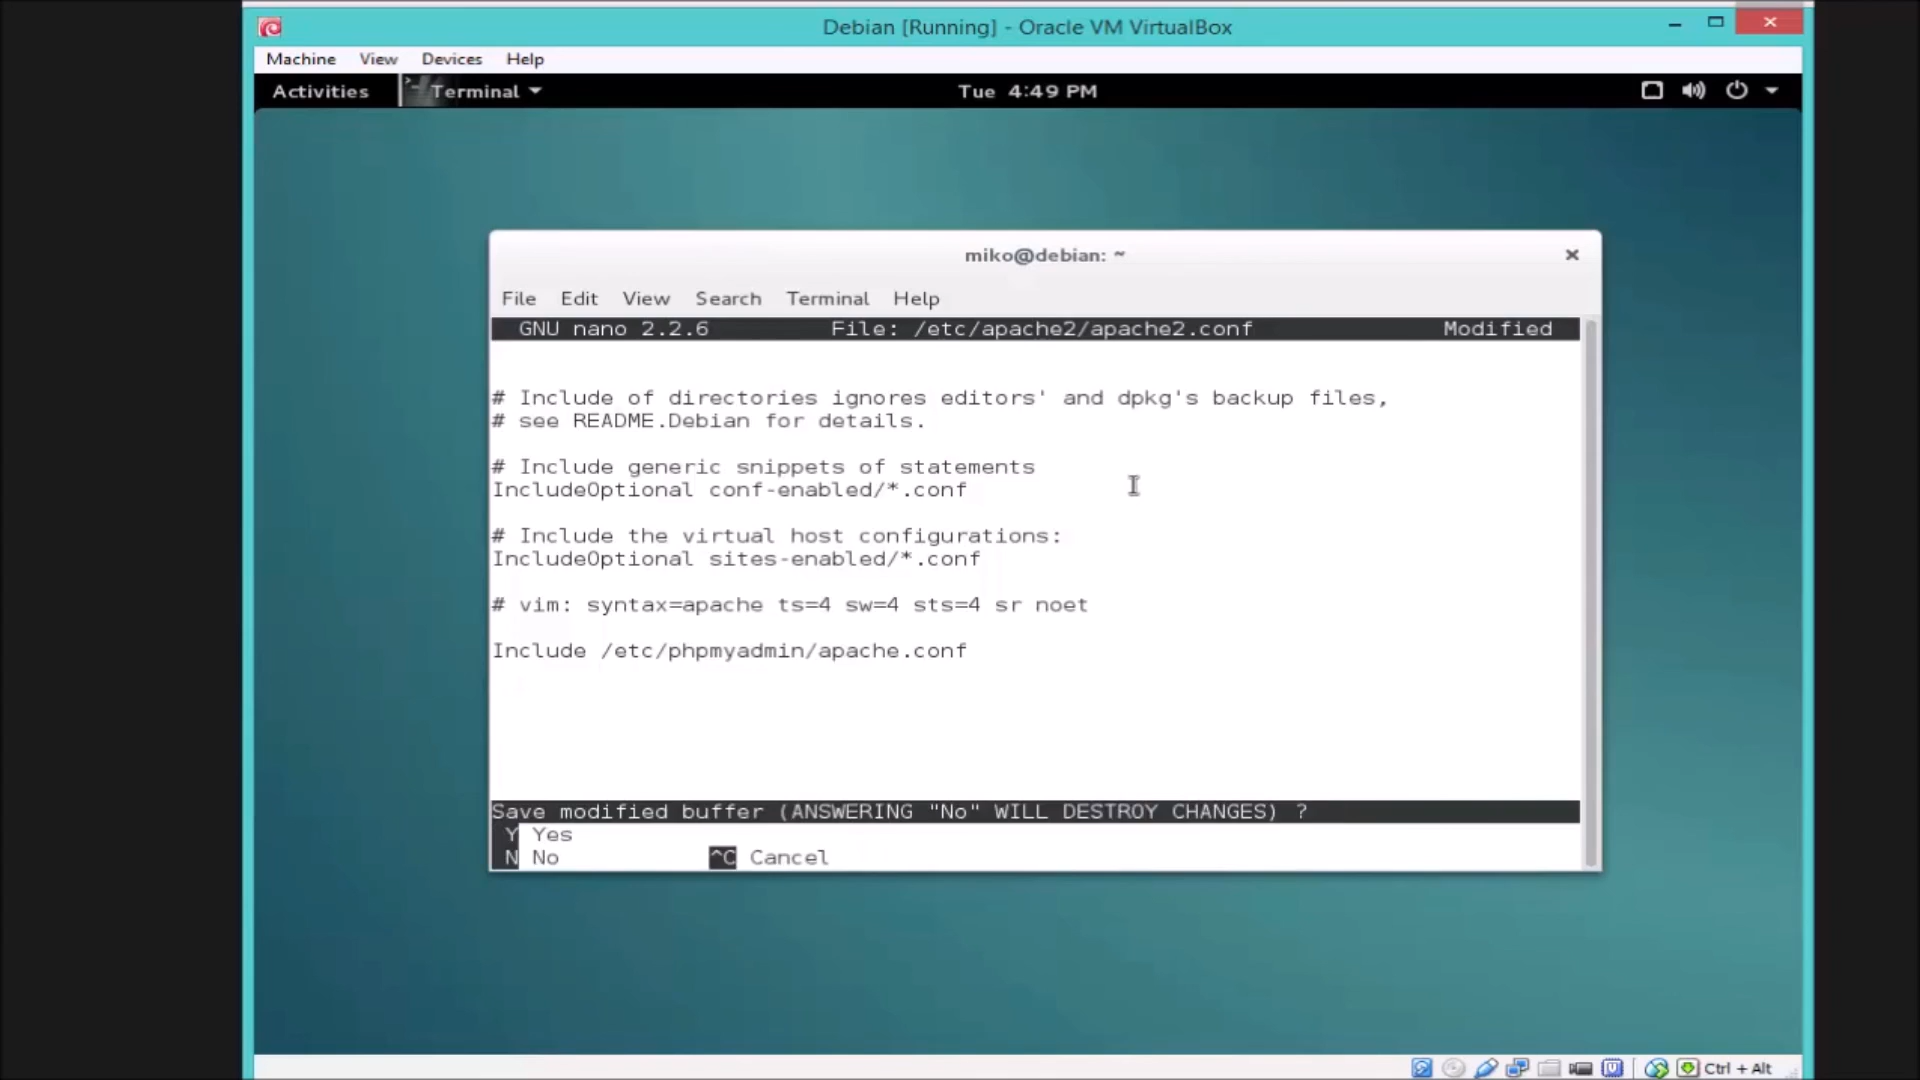 Debian [Running] - Oracle VM VirtualBox
Machine View Devices Help
Activities Terminal Tue 4:49 PM
miko@debian: ~
File Edit View Search Terminal Help
GNU nano 2.2.6 File: /etc/apache2/apache2.conf Modified
# Include of directories ignores editors' and dpkg's backup files,
# see README.Debian for details.
# Include generic snippets of statements
IncludeOptional conf-enabled/*.conf
# Include the virtual host configurations:
IncludeOptional sites-enabled/*.conf
# vim: syntax=apache ts=4 sw=4 sts=4 sr noet
Include /etc/phpmyadmin/apache.conf
Save modified buffer (ANSWERING "No" WILL DESTROY CHANGES) ?
Y Yes
N No ^C Cancel
Ctrl + Alt